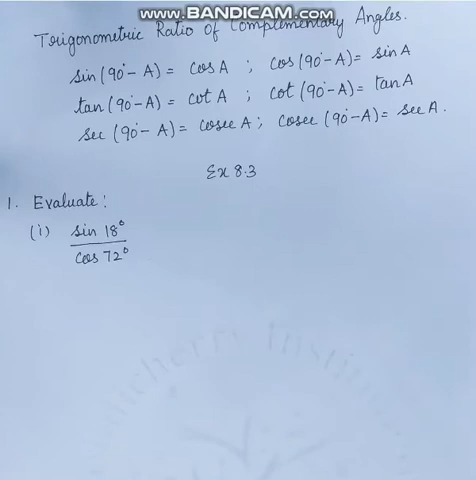 www.BANDICAM.com
Trigonometric Ratio of Complementary Angles.
sin (90° - A) = cos A ; cos (90° - A) = sin A
tan (90° - A) = cot A ; cot (90° - A) = tan A
sec (90° - A) = cosec A ; cosec (90° - A) = sec A.
Ex 8.3
1. Evaluate :
(i) sin 18°
cos 72°